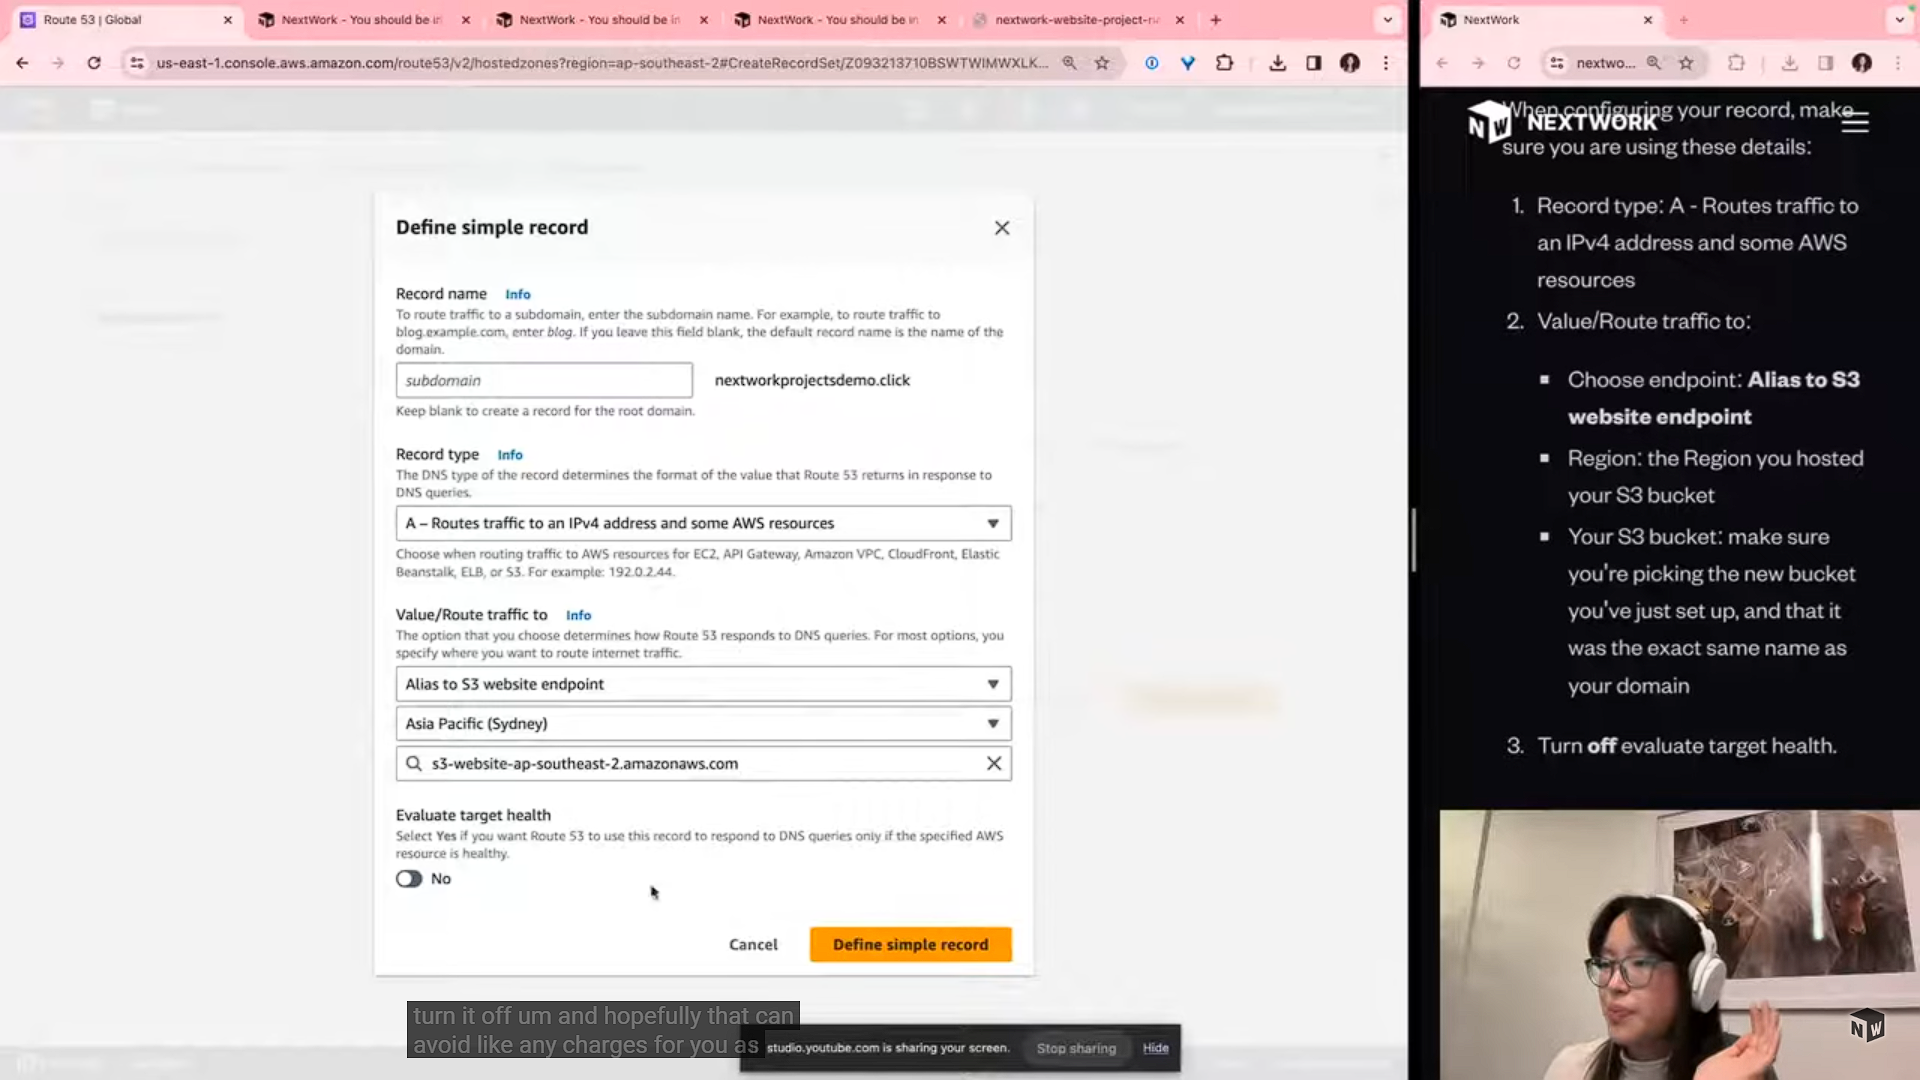 Route 53 | Global
NextWork - You should be in
NextWork - You should be in
NextWork - You should be in
nextwork-website-project-n
us-east-1.console.aws.amazon.com/route53/v2/hostedzones?region=ap-southeast-2#CreateRecordSet/Z093213710BSWTWIMWXLK...
Define simple record
Record name Info
To route traffic to a subdomain, enter the subdomain name. For example, to route traffic to
blog.example.com, enter blog. If you leave this field blank, the default record name is the name of the
domain.
subdomain
nextworkprojectsdemo.click
Keep blank to create a record for the root domain.
Record type Info
The DNS type of the record determines the format of the value that Route 53 returns in response to
DNS queries.
A – Routes traffic to an IPv4 address and some AWS resources
Choose when routing traffic to AWS resources for EC2, API Gateway, Amazon VPC, CloudFront, Elastic
Beanstalk, ELB, or S3. For example: 192.0.2.44.
Value/Route traffic to Info
The option that you choose determines how Route 53 responds to DNS queries. For most options, you
specify where you want to route internet traffic.
Alias to S3 website endpoint
Asia Pacific (Sydney)
s3-website-ap-southeast-2.amazonaws.com
Evaluate target health
Select Yes if you want Route 53 to use this record to respond to DNS queries only if the specified AWS
resource is healthy.
No
Cancel
Define simple record
turn it off um and hopefully that can
avoid like any charges for you as
studio.youtube.com is sharing your screen.
Stop sharing
Hide
NextWork
nextwo...
When configuring your record, make
NEXTWORK
sure you are using these details:
1. Record type: A - Routes traffic to
an IPv4 address and some AWS
resources
2. Value/Route traffic to:
Choose endpoint: Alias to S3
website endpoint
Region: the Region you hosted
your S3 bucket
Your S3 bucket: make sure
you're picking the new bucket
you've just set up, and that it
was the exact same name as
your domain
3. Turn off evaluate target health.
NW